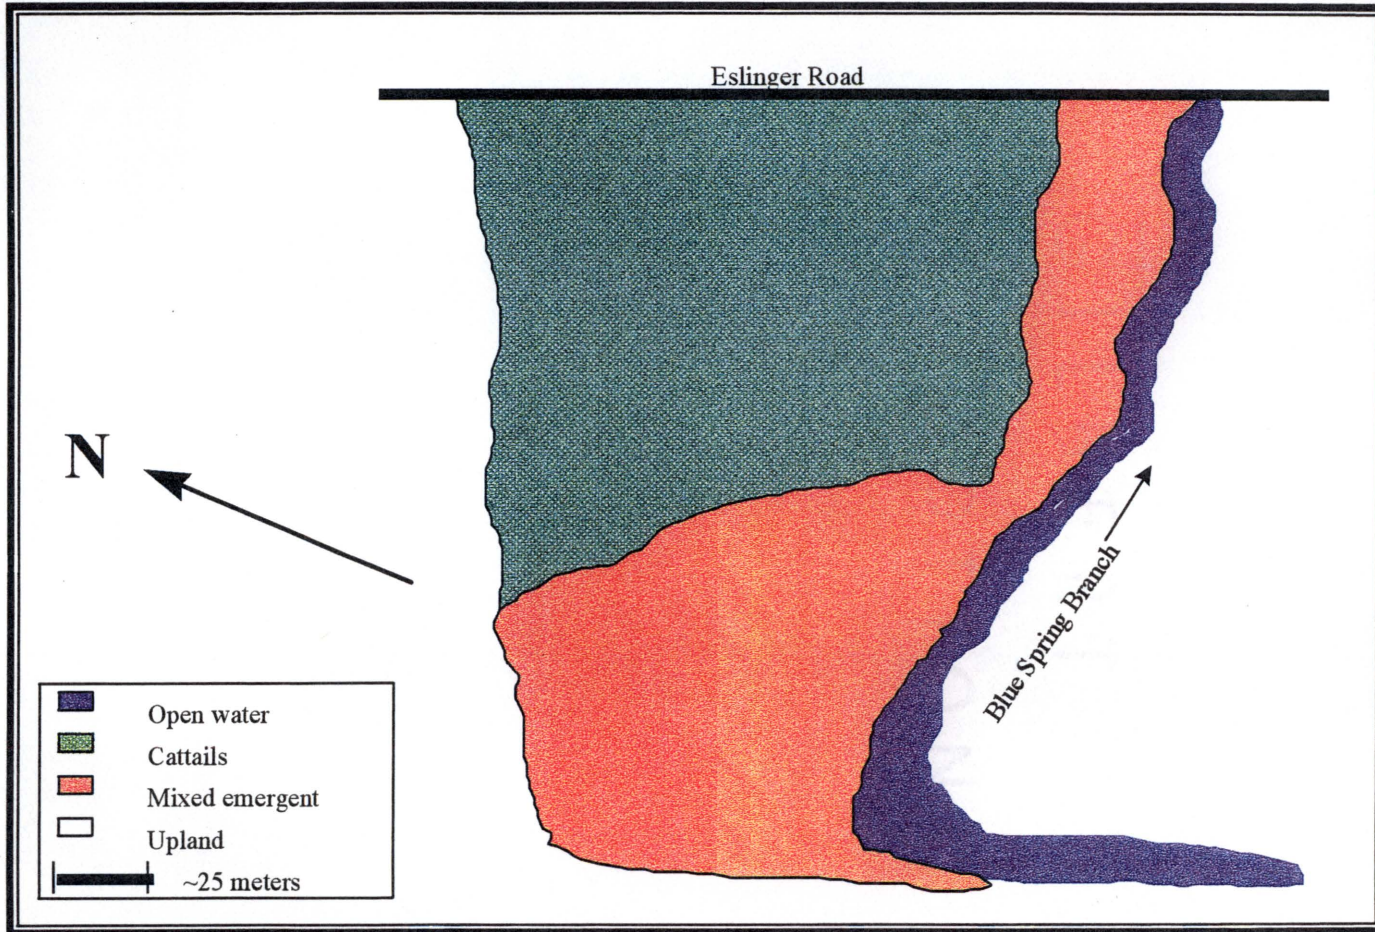 Eslinger Road
N
Blue Spring Branch
Open water
Cattails
Mixed emergent
Upland
~25 meters